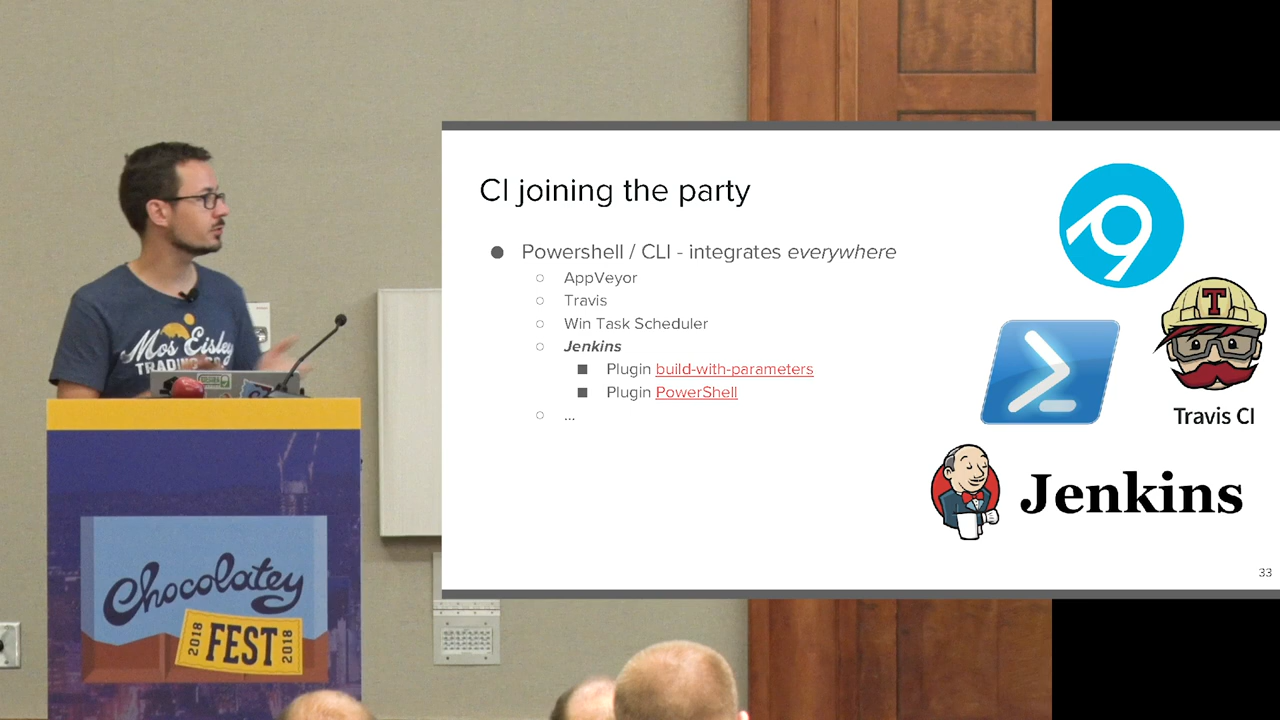 CI joining the party
● Powershell / CLI - integrates everywhere
○ AppVeyor
○ Travis
○ Win Task Scheduler
○ Jenkins
■ Plugin build-with-parameters
■ Plugin PowerShell
○ ...
T
Travis CI
Jenkins
33
Mos Eisley
TRADING
Chocolatey
2018 FEST 2018